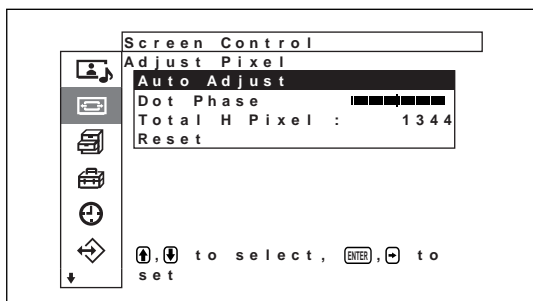 Screen Control
Adjust Pixel
Auto Adjust
Dot Phase
Total H Pixel : 1344
Reset
↑,↓ to select, ENTER,→ to
set